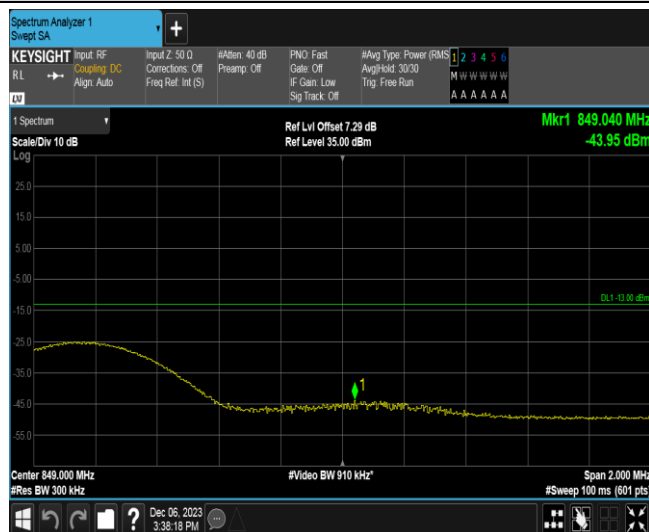 Spectrum Analyzer 1
Swept SA
+
KEYSIGHT
RL
LXI
Input: RF
Coupling: DC
Align: Auto
Input Z: 50 Ω
Corrections: Off
Freq Ref: Int (S)
#Atten: 40 dB
Preamp: Off
PNO: Fast
Gate: Off
IF Gain: Low
Sig Track: Off
#Avg Type: Power (RMS
Avg|Hold: 30/30
Trig: Free Run
1 2 3 4 5 6
M W W W W W
A A A A A A
1 Spectrum
Scale/Div 10 dB
Log
Ref Lvl Offset 7.29 dB
Ref Level 35.00 dBm
Mkr1 849.040 MHz
-43.95 dBm
25.0
15.0
5.00
-5.00
DL1 -13.00 dBm
-15.0
-25.0
-35.0
1
-45.0
-55.0
Center 849.000 MHz
#Res BW 300 kHz
#Video BW 910 kHz*
Span 2.000 MHz
#Sweep 100 ms (601 pts)
?
Dec 06, 2023
3:38:18 PM